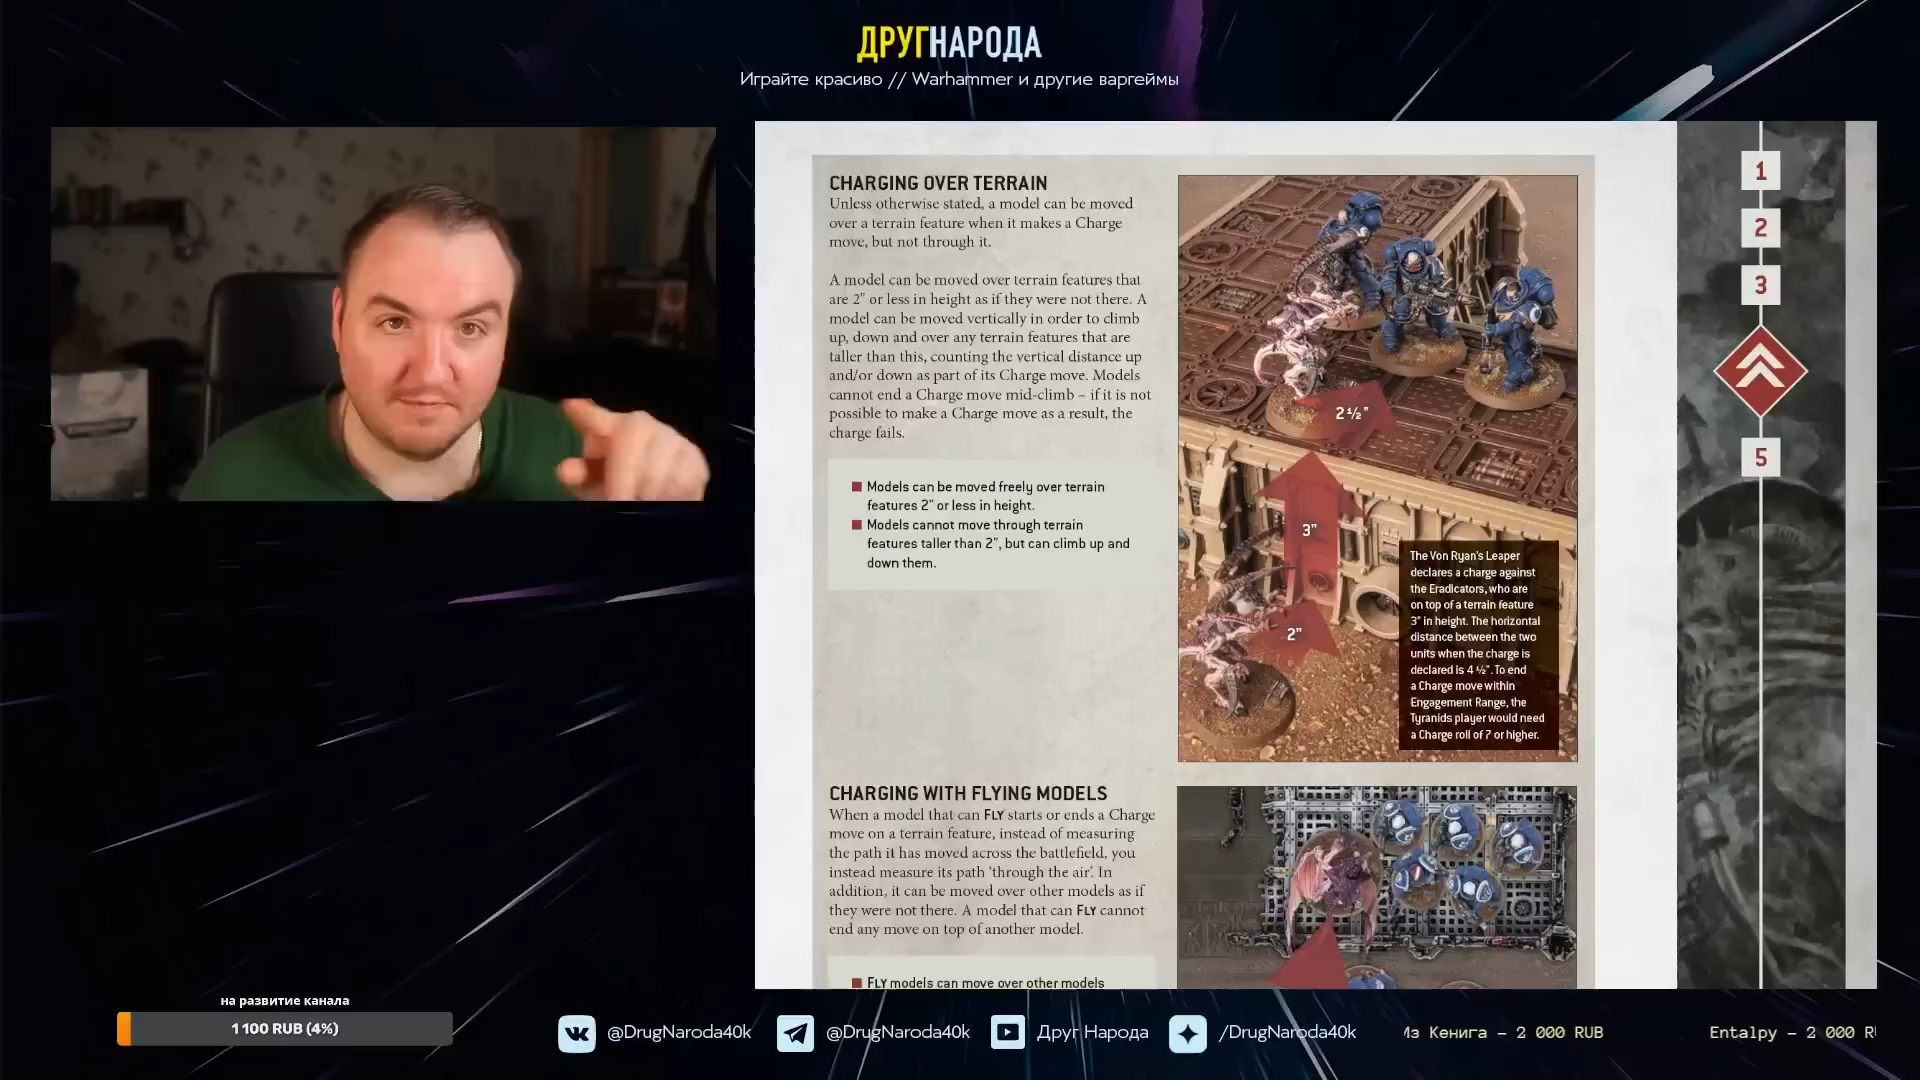 ДРУГНАРОДА
Играйте красиво // Warhammer и другие варгеймы
CHARGING OVER TERRAIN
Unless otherwise stated, a model can be moved
over a terrain feature when it makes a Charge
move, but not through it.
A model can be moved over terrain features that
are 2" or less in height as if they were not there. A
model can be moved vertically in order to climb
up, down and over any terrain features that are
taller than this, counting the vertical distance up
and/or down as part of its Charge move. Models
cannot end a Charge move mid-climb – if it is not
possible to make a Charge move as a result, the
charge fails.
■ Models can be moved freely over terrain
features 2" or less in height.
■ Models cannot move through terrain
features taller than 2", but can climb up and
down them.
2½"
3"
2"
The Von Ryan's Leaper
declares a charge against
the Eradicators, who are
on top of a terrain feature
3" in height. The horizontal
distance between the two
units when the charge is
declared is 4 ½". To end
a Charge move within
Engagement Range, the
Tyranids player would need
a Charge roll of 7 or higher.
CHARGING WITH FLYING MODELS
When a model that can FLY starts or ends a Charge
move on a terrain feature, instead of measuring
the path it has moved across the battlefield, you
instead measure its path 'through the air'. In
addition, it can be moved over other models as if
they were not there. A model that can FLY cannot
end any move on top of another model.
■ FLY models can move over other models
1
2
3
5
на развитие канала
1 100 RUB (4%)
@DrugNaroda40k
@DrugNaroda40k
Друг Народа
/DrugNaroda40k
Из Кенига – 2 000 RUB
Entalpy – 2 000 R